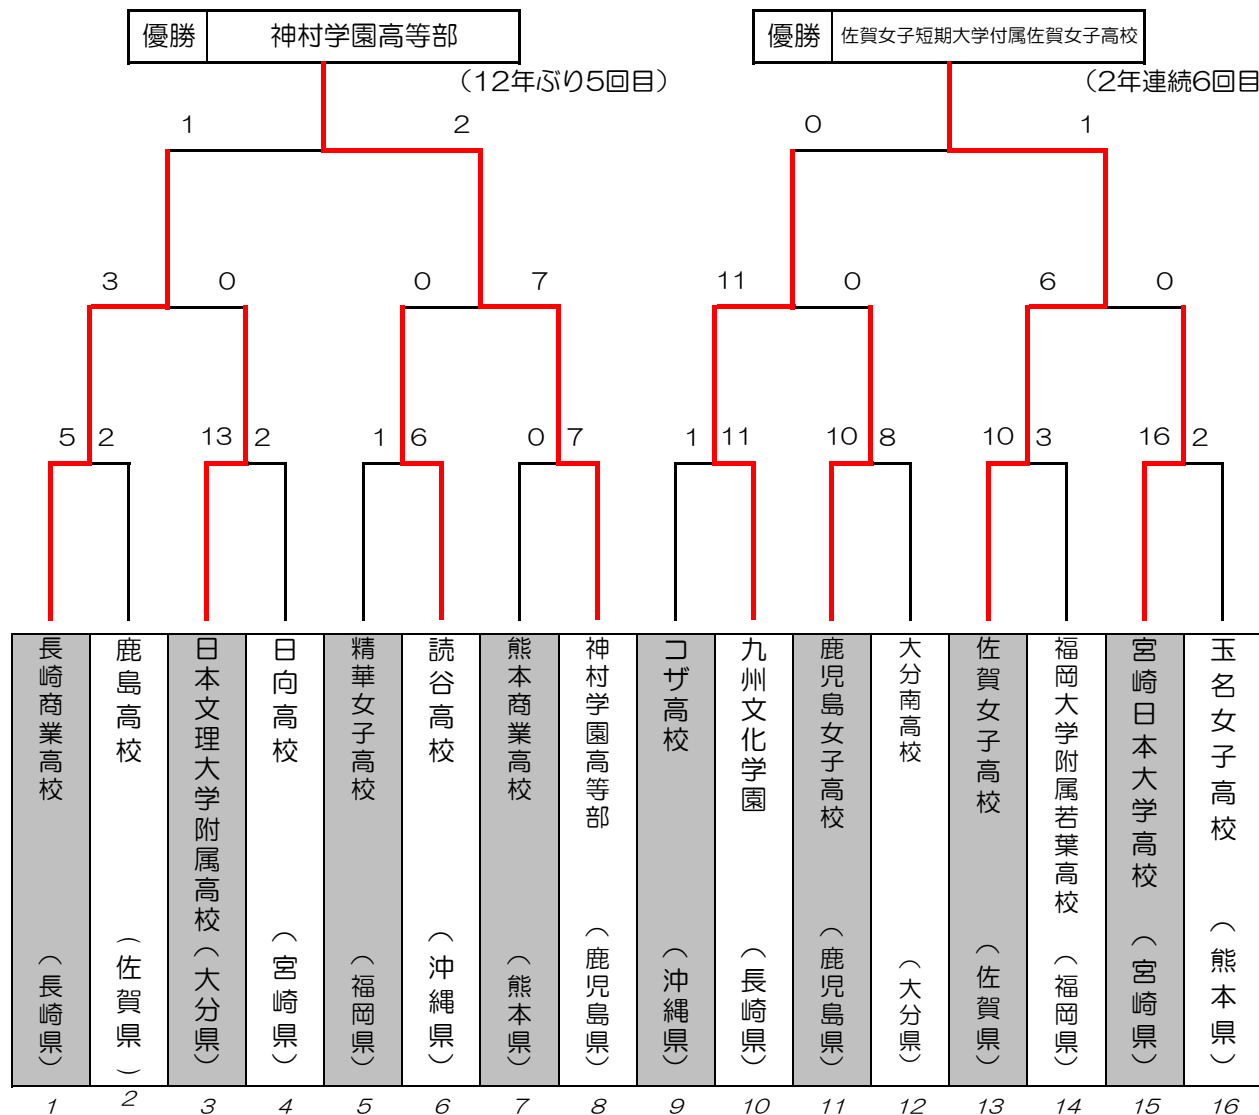 優勝 神村学園高等部
優勝 佐賀女子短期大学付属佐賀女子高校
（12年ぶり5回目）
（2年連続6回目
1 2 0 1
3 0 0 7 11 0 6 0
5 2 13 2 1 6 0 7 1 11 10 8 10 3 16 2
長崎商業高校（長崎県）
鹿島高校（佐賀県）
日本文理大学附属高校（大分県）
日向高校（宮崎県）
精華女子高校（福岡県）
読谷高校（沖縄県）
熊本商業高校（熊本県）
神村学園高等部（鹿児島県）
コザ高校（沖縄県）
九州文化学園（長崎県）
鹿児島女子高校（鹿児島県）
大分南高校（大分県）
佐賀女子高校（佐賀県）
福岡大学附属若葉高校（福岡県）
宮崎日本大学高校（宮崎県）
玉名女子高校（熊本県）
1 2 3 4 5 6 7 8 9 10 11 12 13 14 15 16